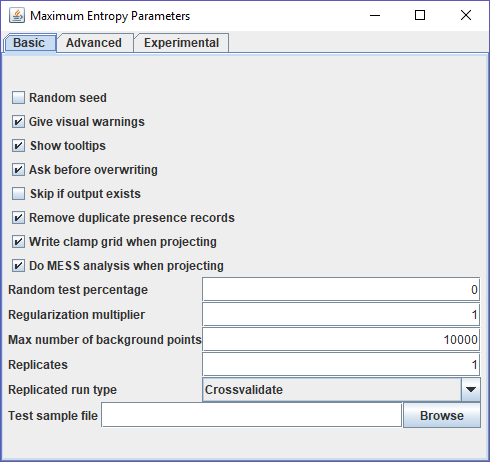 Maximum Entropy Parameters
Basic Advanced Experimental
Random seed
Give visual warnings
Show tooltips
Ask before overwriting
Skip if output exists
Remove duplicate presence records
Write clamp grid when projecting
Do MESS analysis when projecting
Random test percentage 0
Regularization multiplier 1
Max number of background points 10000
Replicates 1
Replicated run type Crossvalidate
Test sample file Browse